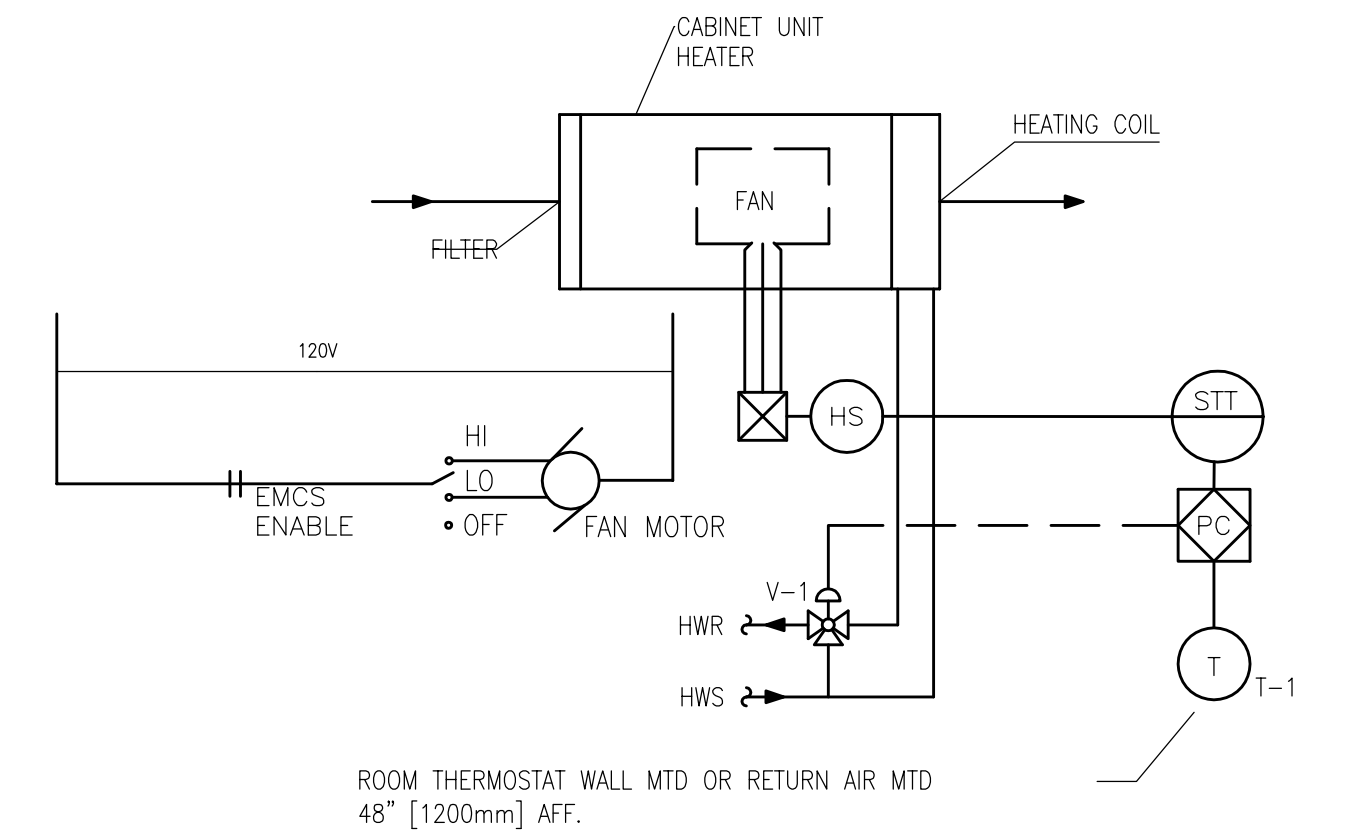 CABINET UNIT
HEATER
HEATING COIL
FAN
FILTER
120V
STT
HS
HI
LO
EMCS
ENABLE
OFF
FAN MOTOR
PC
V-1
HWR
T
T-1
HWS
ROOM THERMOSTAT WALL MTD OR RETURN AIR MTD
48” [1200mm] AFF.